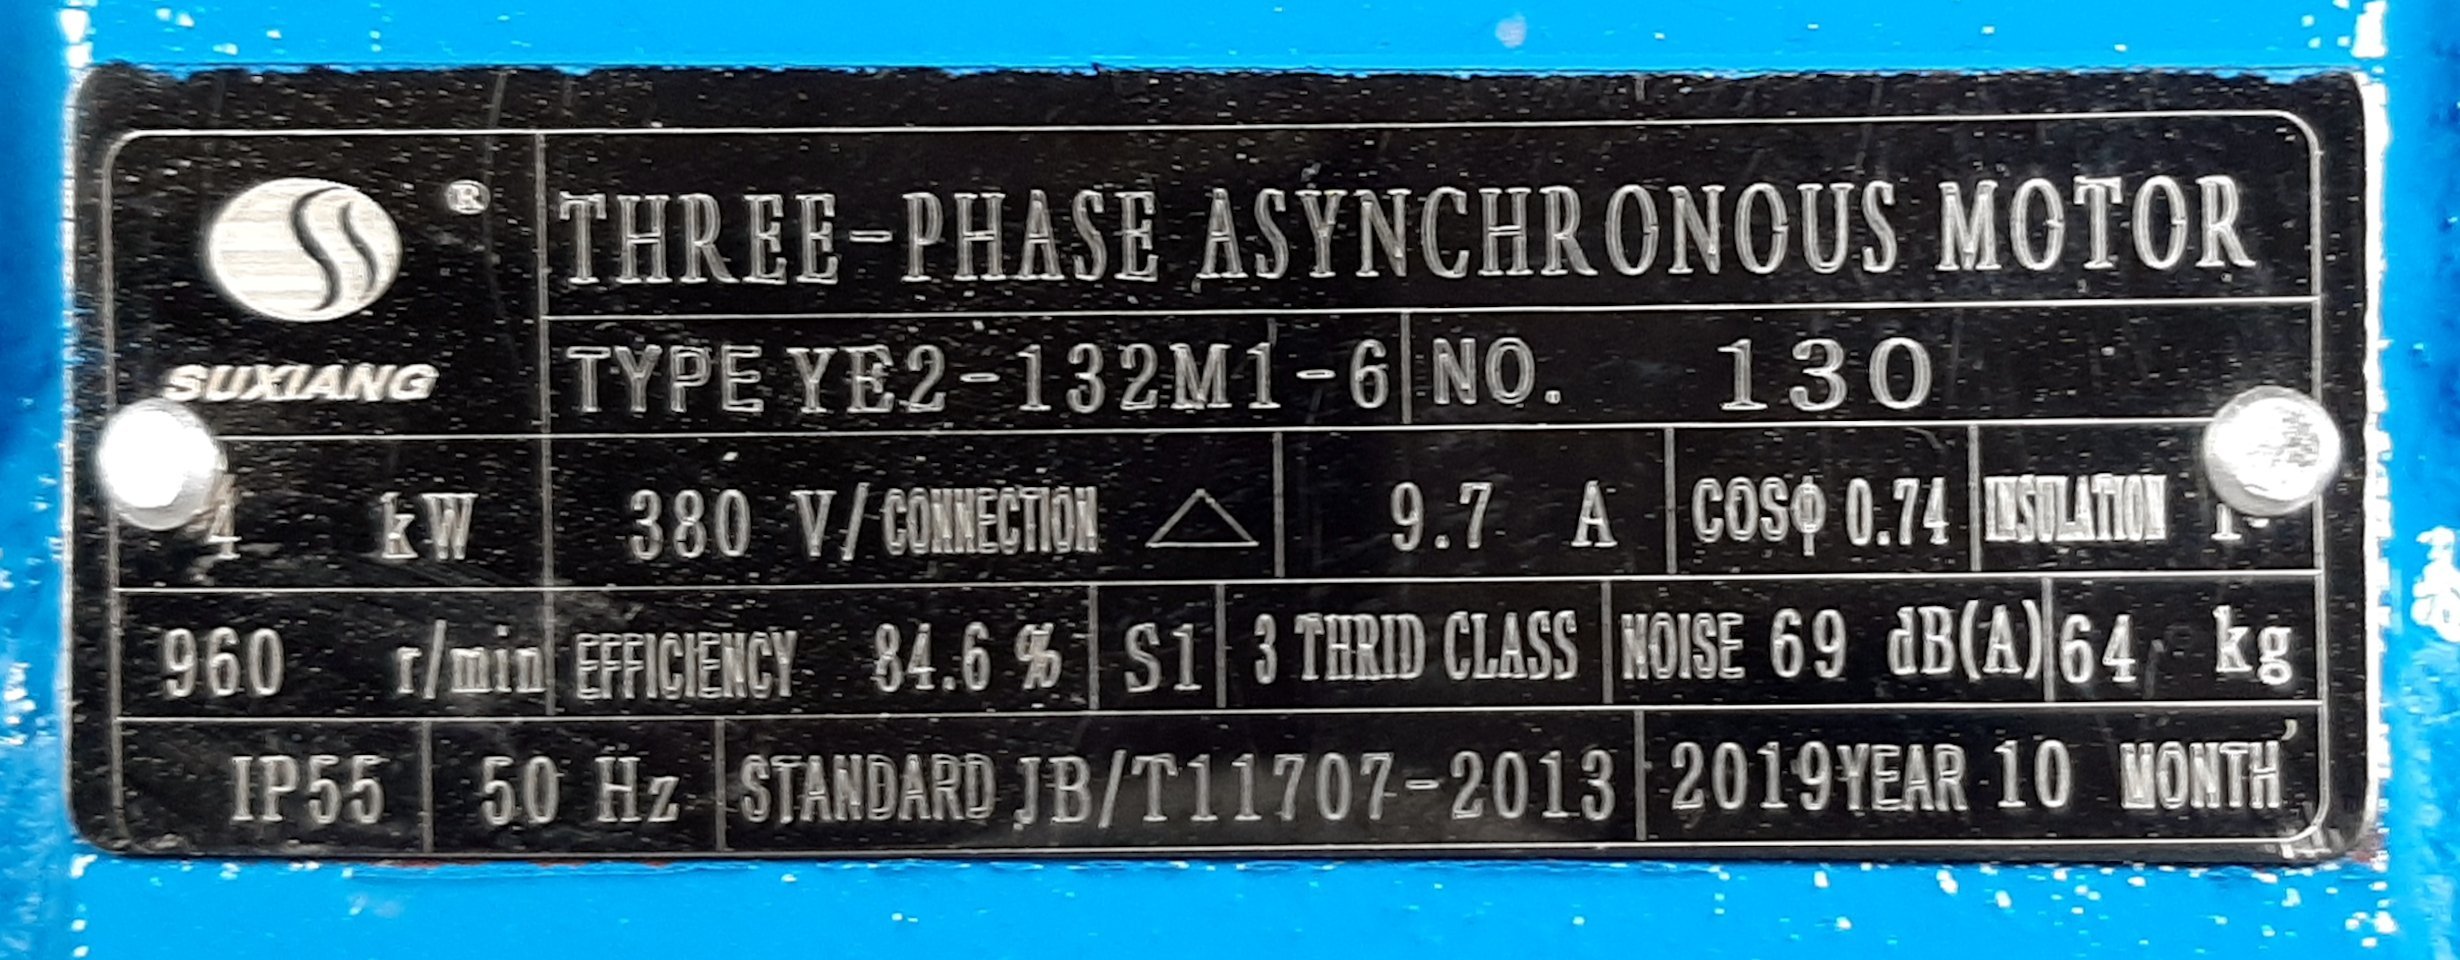 ®
SUXIANG
THREE-PHASE ASYNCHRONOUS MOTOR
TYPE YE2-132M1-6 NO. 130
4 kW 380 V/CONNECTION △ 9.7 A COSφ 0.74 INSULATION
960 r/min EFFICIENCY 84.6 % S1 3 THRID CLASS NOISE 69 dB(A) 64 kg
IP55 50 Hz STANDARD JB/T11707-2013 2019YEAR 10 MONTH